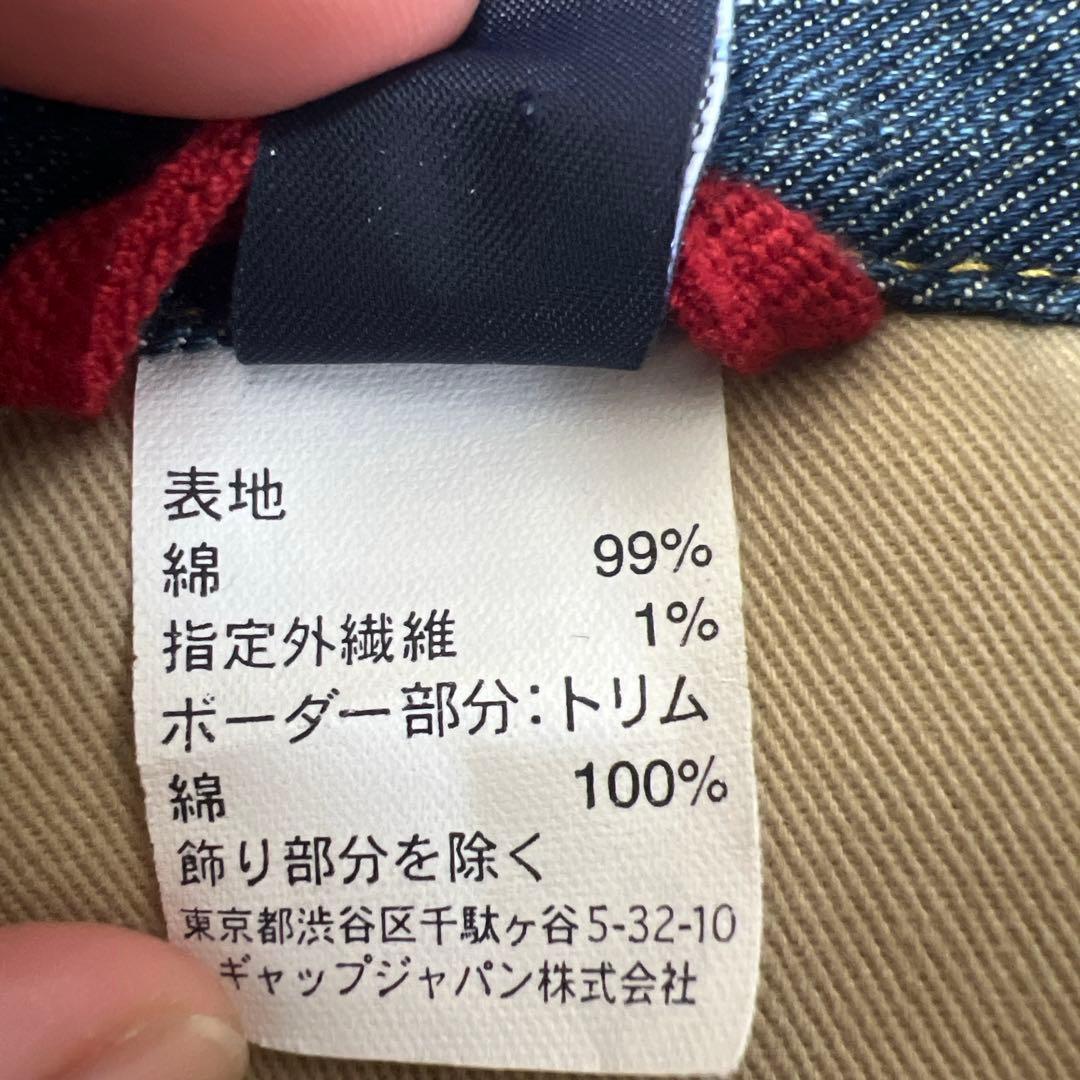 表地
綿 99%
指定外繊維 1%
ボーダー部分:トリム
綿 100%
飾り部分を除く
東京都渋谷区千駄ヶ谷5-32-10
ギャップジャパン株式会社